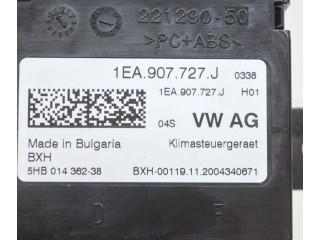 221290-50
>PC+ABS<
1EA.907.727.J 0338
1EA.907.727.J H01
04S VW AG
Made in Bulgaria Klimasteuergeraet
BXH
5HB 014 362-38 BXH-00119.11.2004340671
D F